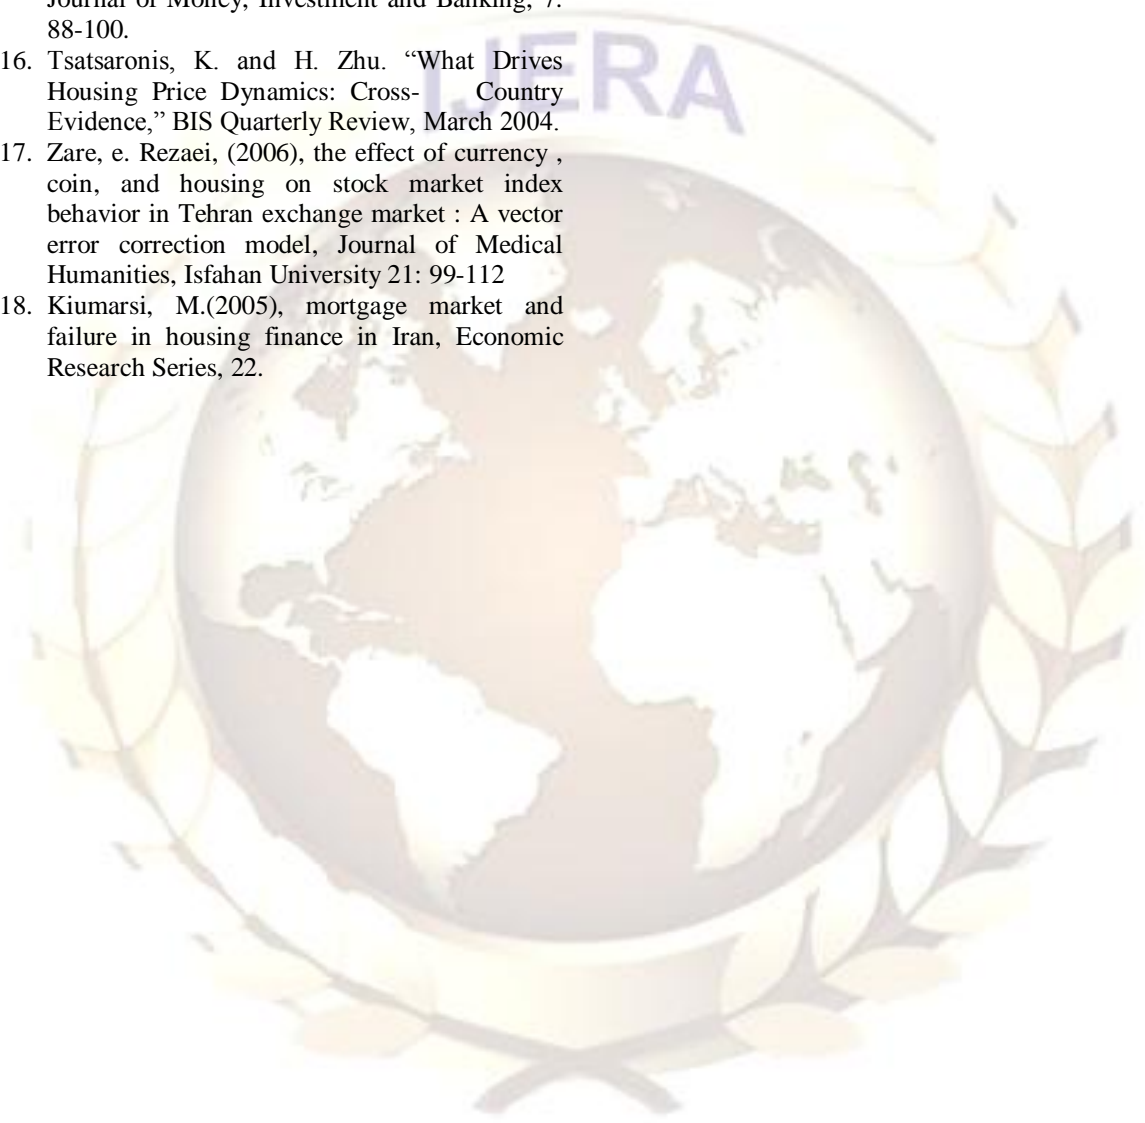 Journal of Money, Investment and Banking, 7:
88-100.
16. Tsatsaronis, K. and H. Zhu. “What Drives
Housing Price Dynamics: Cross- Country
Evidence,” BIS Quarterly Review, March 2004.
17. Zare, e. Rezaei, (2006), the effect of currency ,
coin, and housing on stock market index
behavior in Tehran exchange market : A vector
error correction model, Journal of Medical
Humanities, Isfahan University 21: 99-112
18. Kiumarsi, M.(2005), mortgage market and
failure in housing finance in Iran, Economic
Research Series, 22.
IJERA